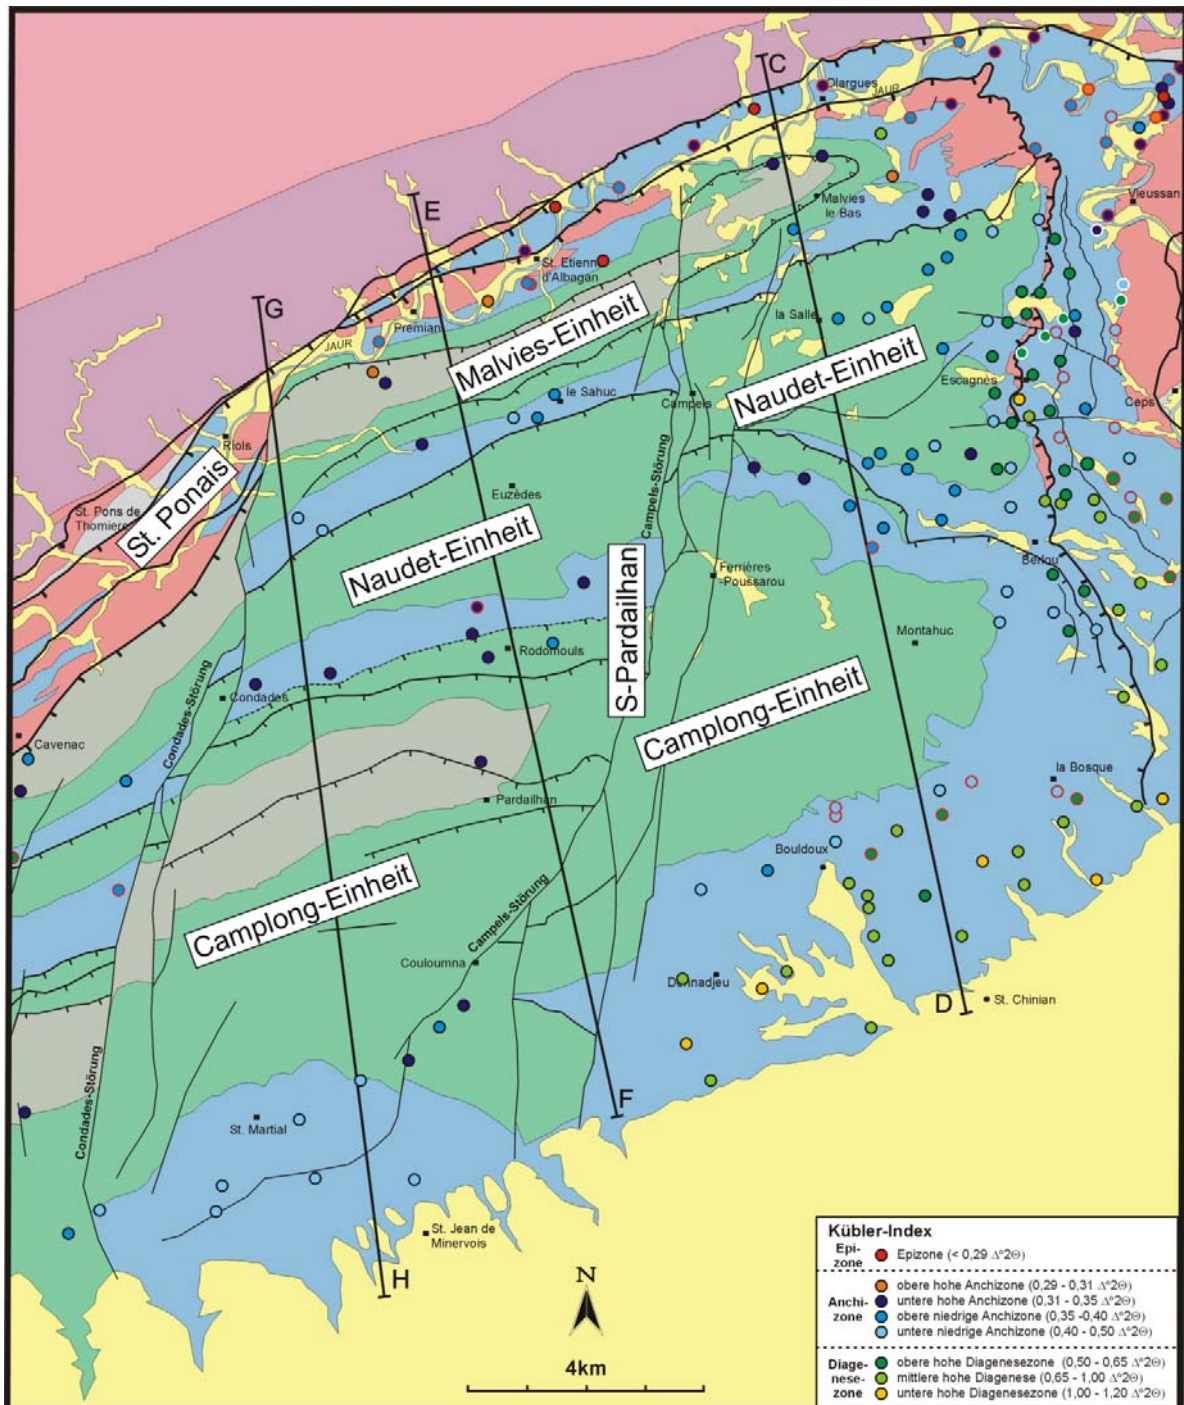 C
Olargues
JAUR
Vieussan
Malvies
le Bas
E
St. Etienne
d'Albagan
G
Prémian
JAUR
la Salle
Malvies-Einheit
Naudet-Einheit
Escagnès
Ceps
le Sahuc
Campels
Riols
St. Ponais
St. Pons de
Thomières
Euzèdes
Campels-Störung
Naudet-Einheit
S-Pardailhan
Ferrières
-Poussarou
Berlou
Montahuc
Rodomouls
Condades
Condades-Störung
Camplong-Einheit
Cavenac
la Bosque
Pardailhan
Bouldoux
Camplong-Einheit
Campels-Störung
Couloumna
Donnadjeu
D
St. Chinian
Condades-Störung
St. Martial
F
St. Jean de
Minervois
H
N
4km
Kübler-Index
Epi-
zone
Epizone (< 0,29 Δ°2Θ)
Anchi-
zone
obere hohe Anchizone (0,29 - 0,31 Δ°2Θ)
untere hohe Anchizone (0,31 - 0,35 Δ°2Θ)
obere niedrige Anchizone (0,35 -0,40 Δ°2Θ)
untere niedrige Anchizone (0,40 - 0,50 Δ°2Θ)
Diage-
nese-
zone
obere hohe Diagenesezone (0,50 - 0,65 Δ°2Θ)
mittlere hohe Diagenese (0,65 - 1,00 Δ°2Θ)
untere hohe Diagenesezone (1,00 - 1,20 Δ°2Θ)